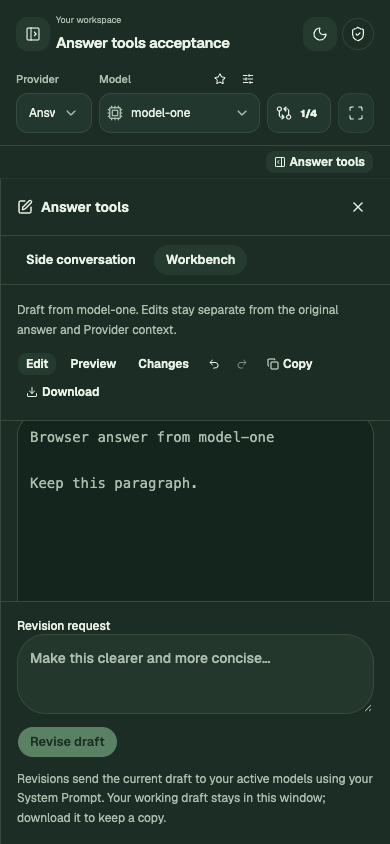 Your workspace
Answer tools acceptance
Provider
Model
model-one
1/4
Answer tools
Answer tools
Side conversation
Workbench
Draft from model-one. Edits stay separate from the original
answer and Provider context.
Edit
Preview
Changes
Copy
Download
Browser answer from model-one
Keep this paragraph.
Revision request
Make this clearer and more concise…
Revise draft
Revisions send the current draft to your active models using your
System Prompt. Your working draft stays in this window;
download it to keep a copy.